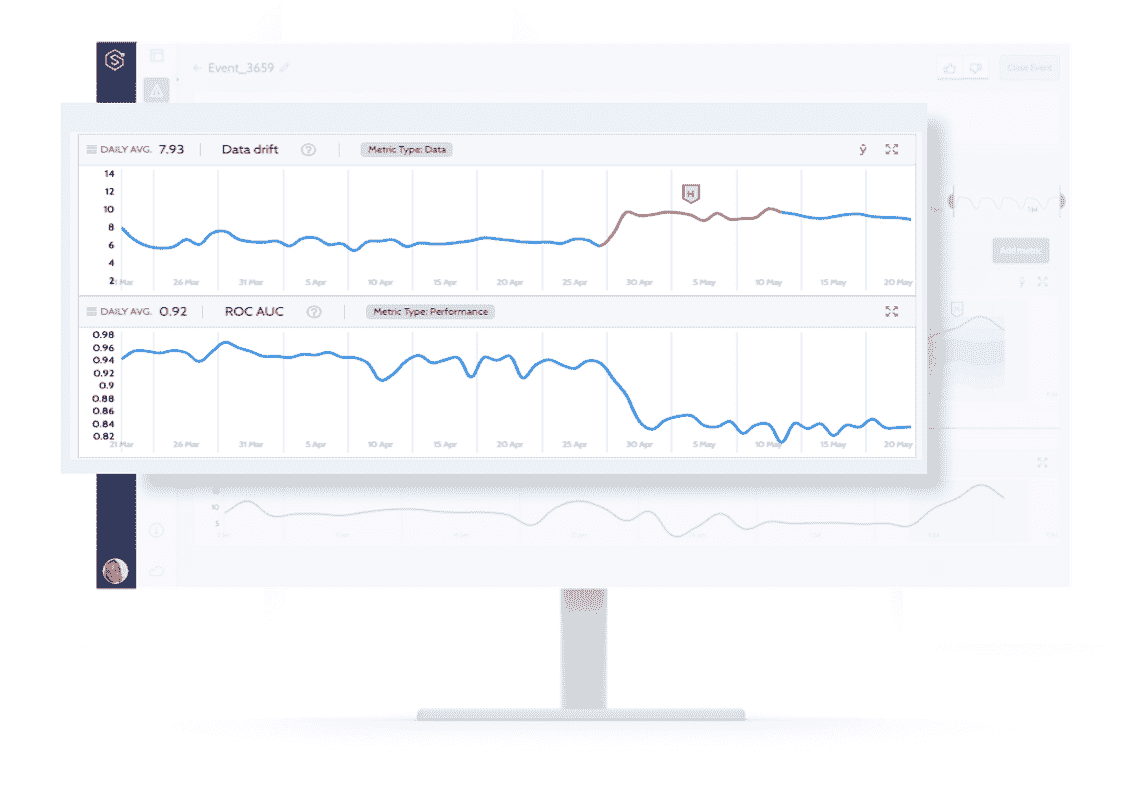 Event_3659
Close Event
DAILY AVG. 7.93
Data drift
?
Metric Type: Data
ŷ
14
12
10
8
6
4
2
H
21 Mar 26 Mar 31 Mar 5 Apr 10 Apr 15 Apr 20 Apr 25 Apr 30 Apr 5 May 10 May 15 May 20 May
Add metric
DAILY AVG. 0.92
ROC AUC
?
Metric Type: Performance
0.98
0.96
0.94
0.92
0.9
0.88
0.86
0.84
0.82
21 Mar 26 Mar 31 Mar 5 Apr 10 Apr 15 Apr 20 Apr 25 Apr 30 Apr 5 May 10 May 15 May 20 May
10
5